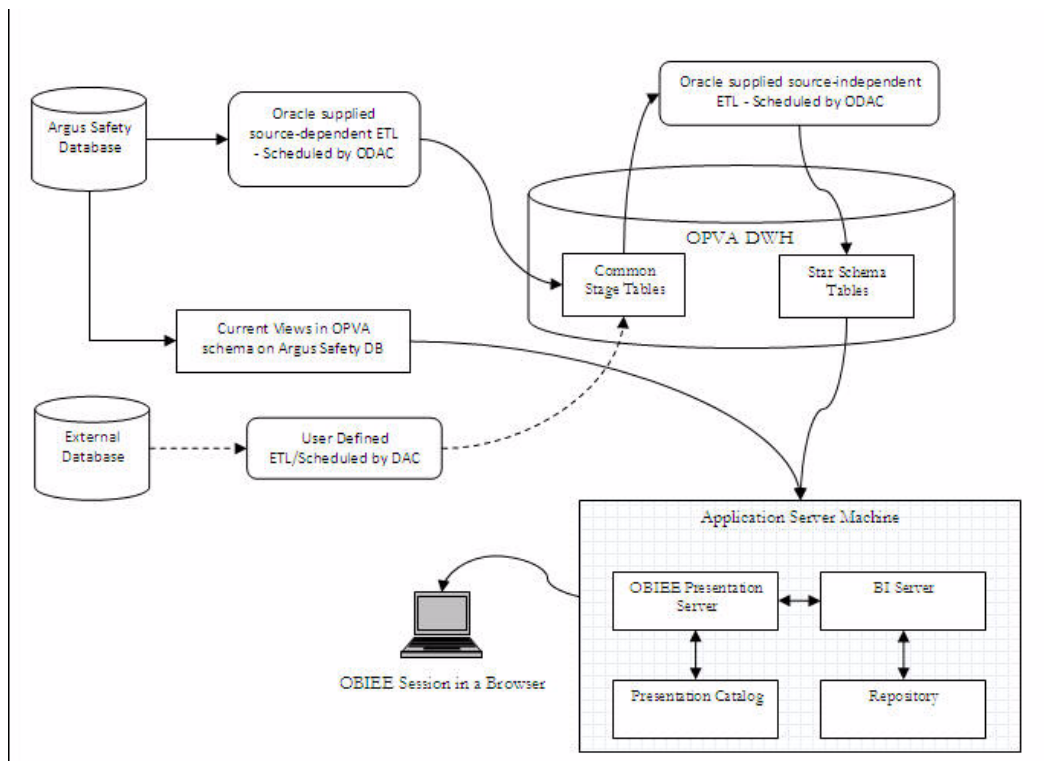 Argus Safety
Database
Oracle supplied
source-dependent ETL
- Scheduled by ODAC
Oracle supplied source-independent
ETL - Scheduled by ODAC
OPVA DWH
Common
Stage Tables
Star Schema
Tables
Current Views in OPVA
schema on Argus Safety DB
External
Database
User Defined
ETL/Scheduled by DAC
Application Server Machine
OBIEE Presentation
Server
BI Server
Presentation Catalog
Repository
OBIEE Session in a Browser